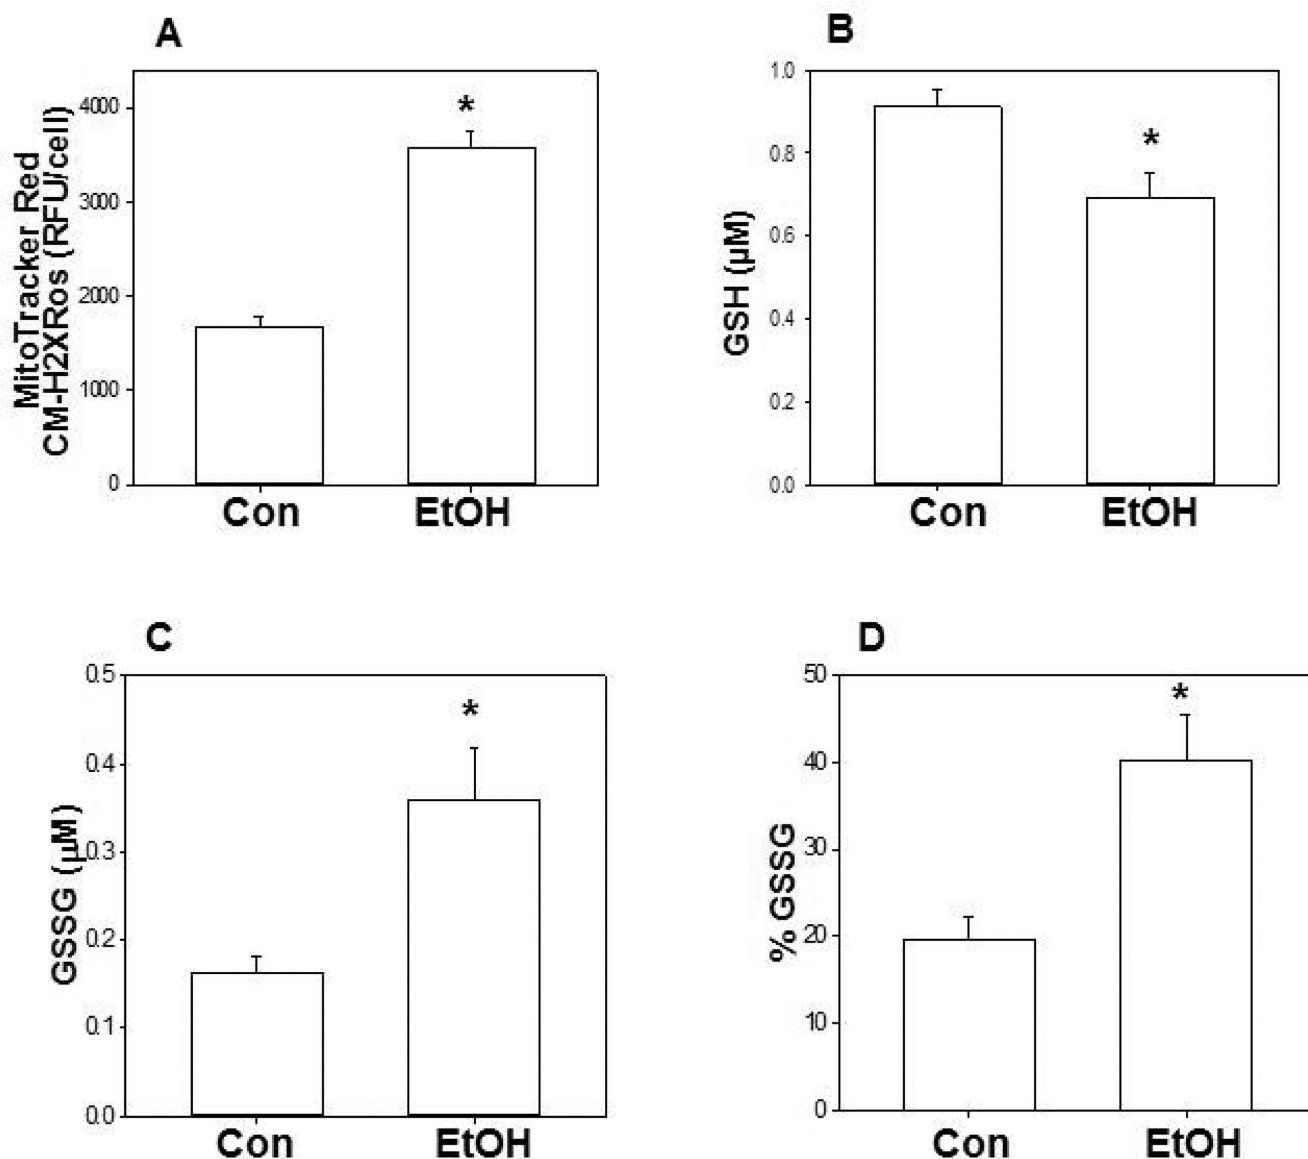 A
MitoTracker Red
CM-H2XRos (RFU/cell)
4000
3000
2000
1000
0
*
Con EtOH
B
GSH (µM)
1.0
0.8
0.6
0.4
0.2
0.0
*
Con EtOH
C
GSSG (µM)
0.5
0.4
0.3
0.2
0.1
0.0
*
Con EtOH
D
% GSSG
50
40
30
20
10
0
*
Con EtOH